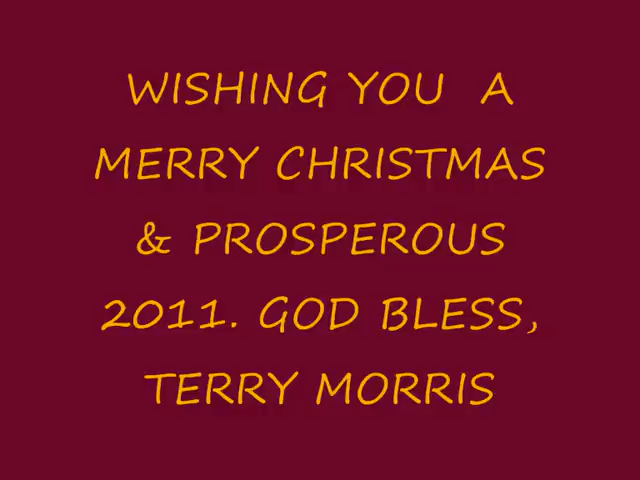 WISHING YOU  A
MERRY CHRISTMAS
& PROSPEROUS
2011. GOD BLESS,
TERRY MORRIS